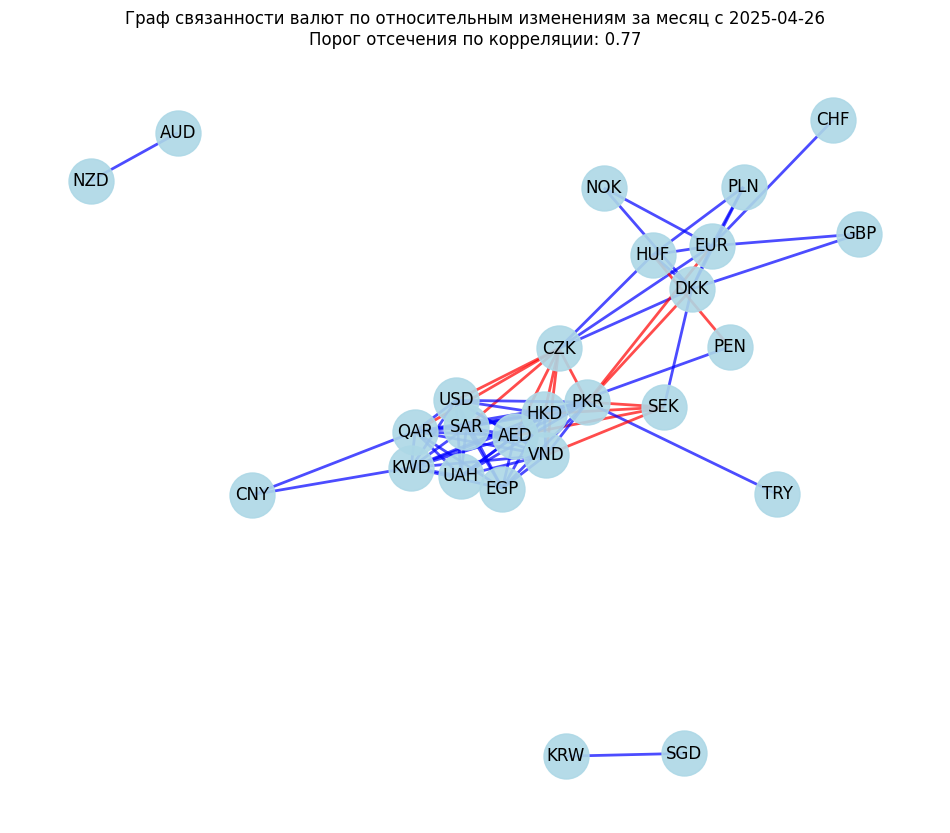 Граф связанности валют по относительным изменениям за месяц с 2025-04-26
Порог отсечения по корреляции: 0.77
CHF
AUD
NZD
NOK
PLN
GBP
HUF
EUR
DKK
CZK
PEN
USD
HKD
PKR
SEK
QAR
SAR
AED
VND
KWD
UAH
EGP
CNY
TRY
KRW
SGD